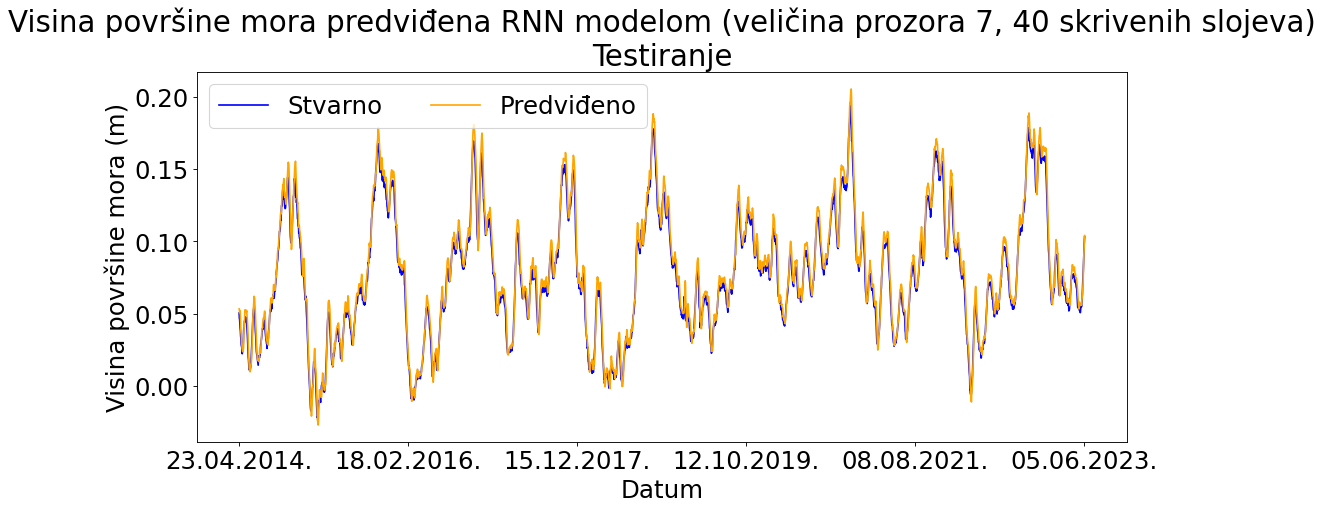 Visina površine mora predviđena RNN modelom (veličina prozora 7, 40 skrivenih slojeva)
Testiranje
Stvarno Predviđeno
Visina površine mora (m)
0.20
0.15
0.10
0.05
0.00
23.04.2014. 18.02.2016. 15.12.2017. 12.10.2019. 08.08.2021. 05.06.2023.
Datum